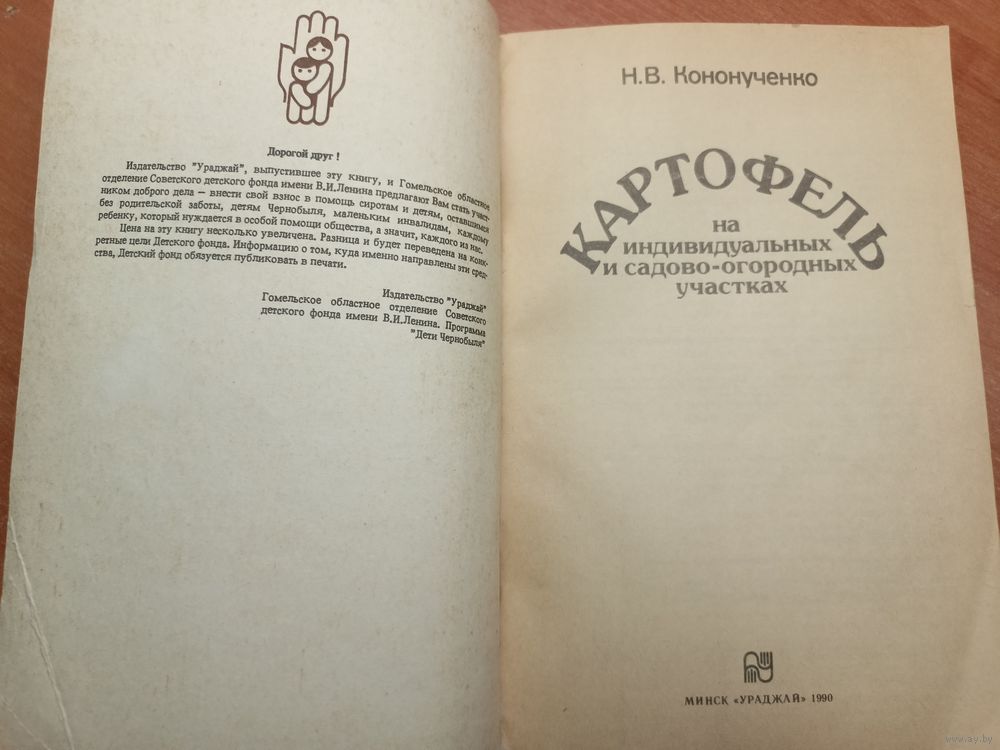 Дорогой друг !
Издательство "Ураджай", выпустившее эту книгу, и Гомельское областное
отделение Советского детского фонда имени В.И.Ленина предлагают Вам стать участ-
ником доброго дела — внести свой взнос в помощь сиротам и детям, оставшимся
без родительской заботы, детям Чернобыля, маленьким инвалидам, каждому
ребенку, который нуждается в особой помощи общества, а значит, каждого из нас.
Цена на эту книгу несколько увеличена. Разница и будет переведена на конк-
ретные цели Детского фонда. Информацию о том, куда именно направлены эти сред-
ства, Детский фонд обязуется публиковать в печати.
Издательство "Ураджай"
Гомельское областное отделение Советского
детского фонда имени В.И.Ленина. Программа
"Дети Чернобыля"
Н.В. Кононученко
КАРТОФЕЛЬ
на
индивидуальных
и садово-огородных
участках
МИНСК «УРАДЖАЙ» 1990
www.ay.by